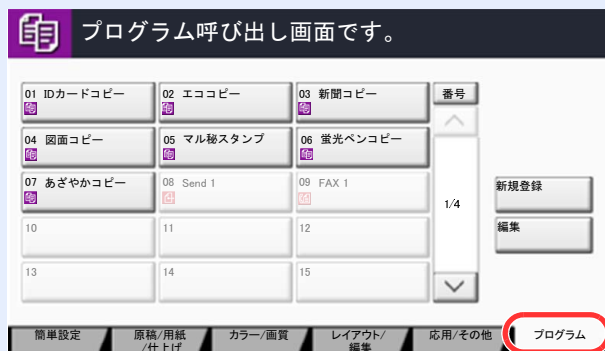 プログラム呼び出し画面です。
01 IDカードコピー
02 エココピー
03 新聞コピー
番号
04 図面コピー
05 マル秘スタンプ
06 蛍光ペンコピー
07 あざやかコピー
08 Send 1
09 FAX 1
1/4
新規登録
10
11
12
編集
13
14
15
簡単設定
原稿/用紙
/仕上げ
カラー/画質
レイアウト/
編集
応用/その他
プログラム